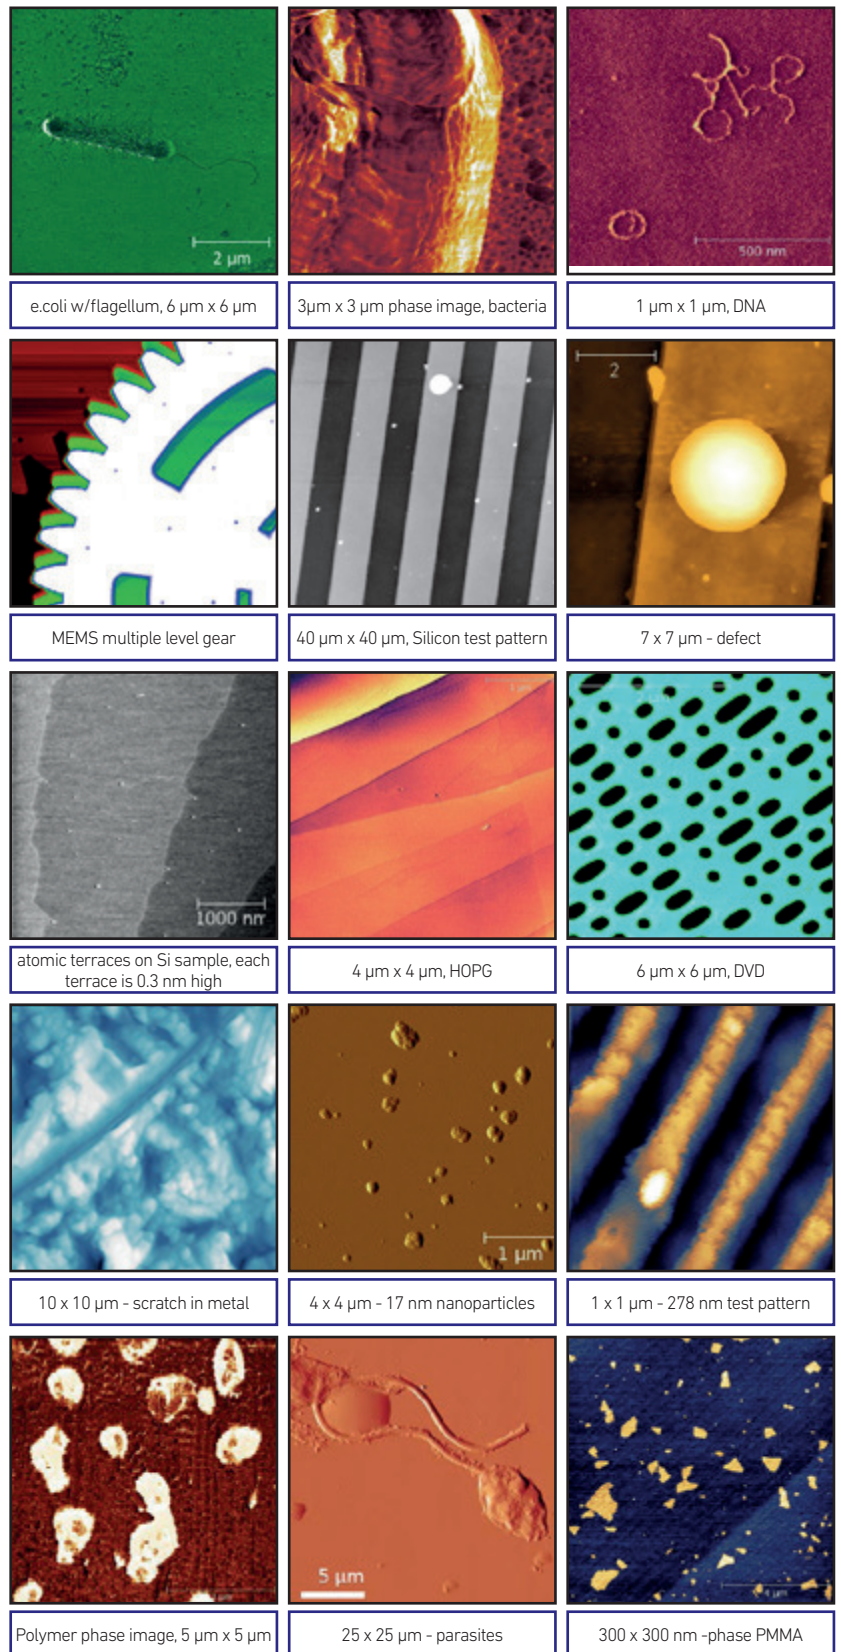 2 µm
500 nm
e.coli w/flagellum, 6 µm x 6 µm
3µm x 3 µm phase image, bacteria
1 µm x 1 µm, DNA
2
MEMS multiple level gear
40 µm x 40 µm, Silicon test pattern
7 x 7 µm - defect
1000 nm
atomic terraces on Si sample, each
terrace is 0.3 nm high
4 µm x 4 µm, HOPG
6 µm x 6 µm, DVD
1 µm
10 x 10 µm - scratch in metal
4 x 4 µm - 17 nm nanoparticles
1 x 1 µm - 278 nm test pattern
5 µm
Polymer phase image, 5 µm x 5 µm
25 x 25 µm - parasites
300 x 300 nm -phase PMMA